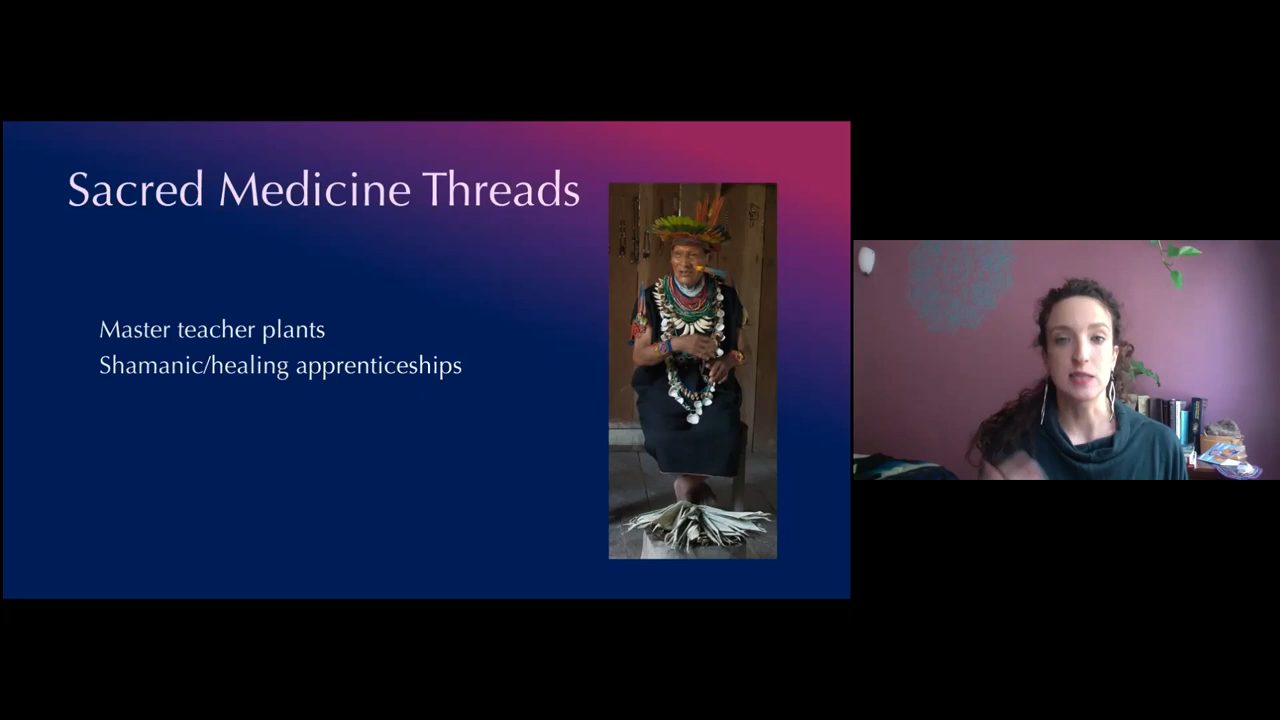 Sacred Medicine Threads
Master teacher plants
Shamanic/healing apprenticeships